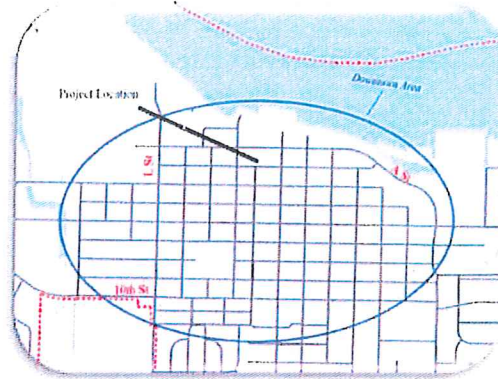 Downtown Area
Project Location
L St
A St
10th St